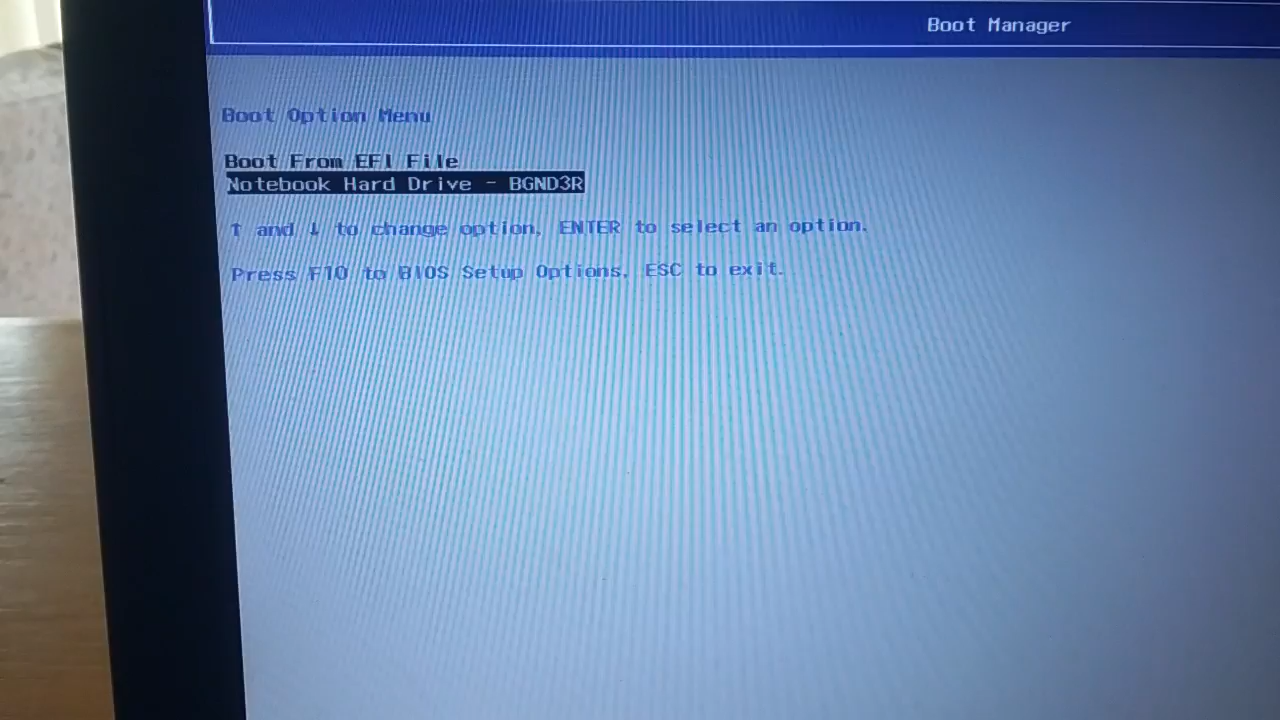 Boot Manager
Boot Option Menu
Boot From EFI File
Notebook Hard Drive - BGND3R
↑ and ↓ to change option, ENTER to select an option.
Press F10 to BIOS Setup Options, ESC to exit.